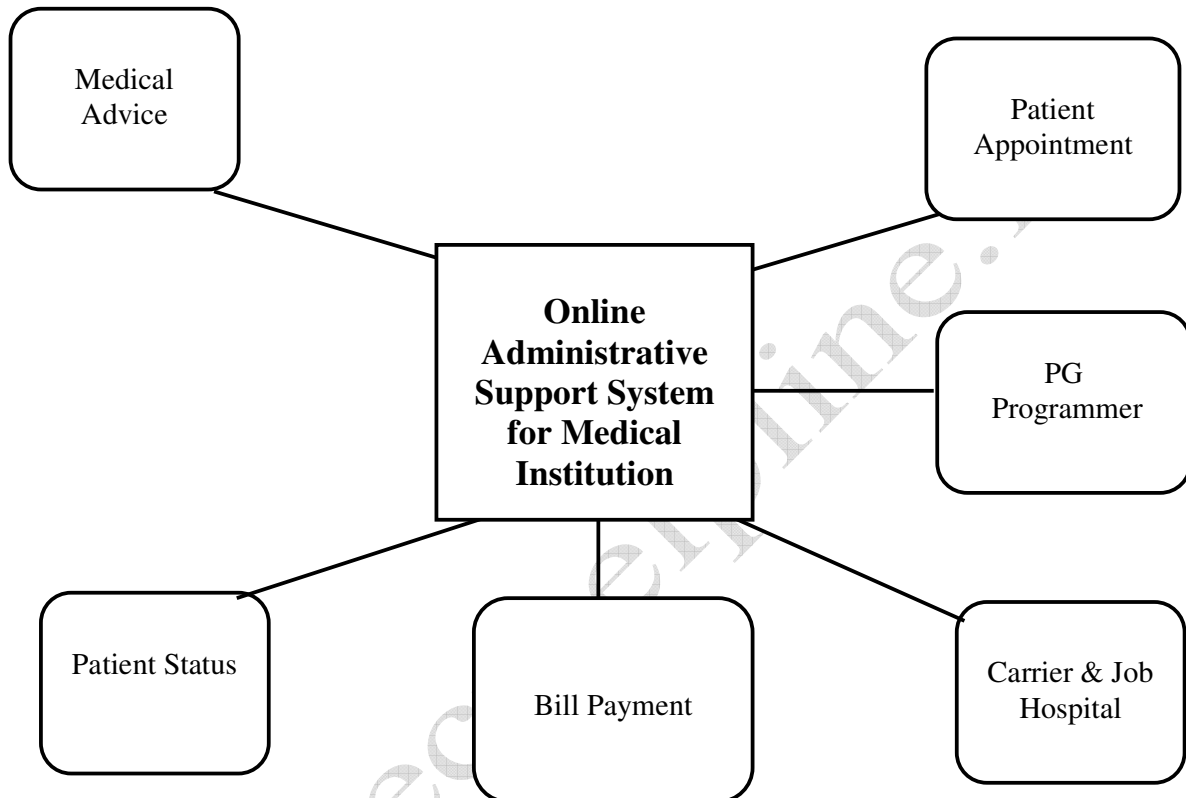 Medical
Advice
Patient
Appointment
Online
Administrative
Support System
for Medical
Institution
PG
Programmer
Patient Status
Bill Payment
Carrier & Job
Hospital